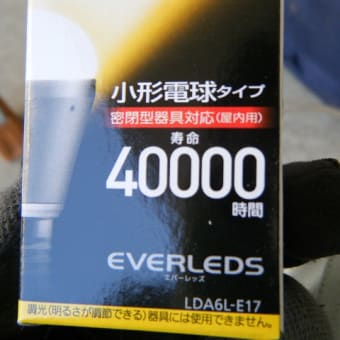 小形電球タイプ
密閉型器具対応(屋内用)
寿命
40000
時間
EVERLEDS
エバーレッズ
LDA6L-E17
調光(明るさが調節できる)器具には使用できません。